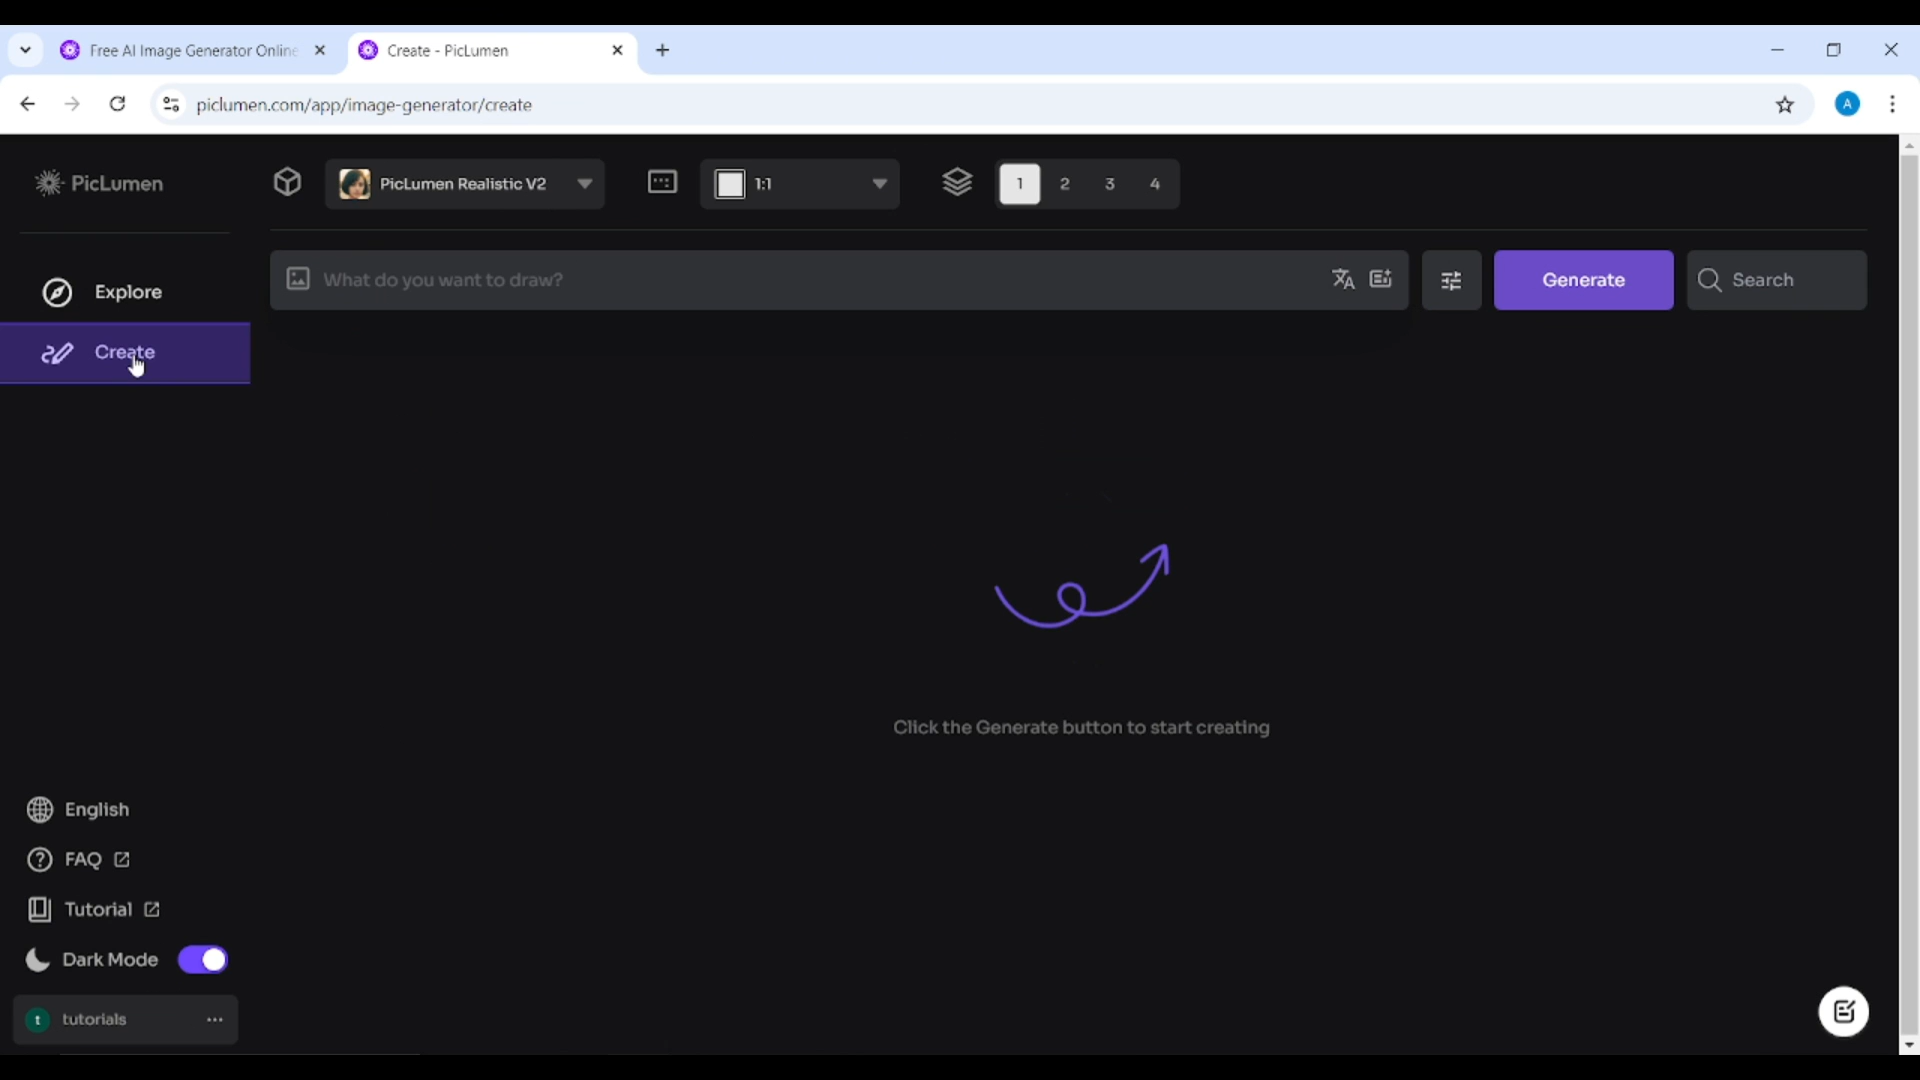 Free AI Image Generator Online
Create - PicLumen
piclumen.com/app/image-generator/create
A
PicLumen
PicLumen Realistic V2
1:1
1 2 3 4
Explore
What do you want to draw?
Generate
Search
Create
Click the Generate button to start creating
English
FAQ
Tutorial
Dark Mode
t tutorials ...